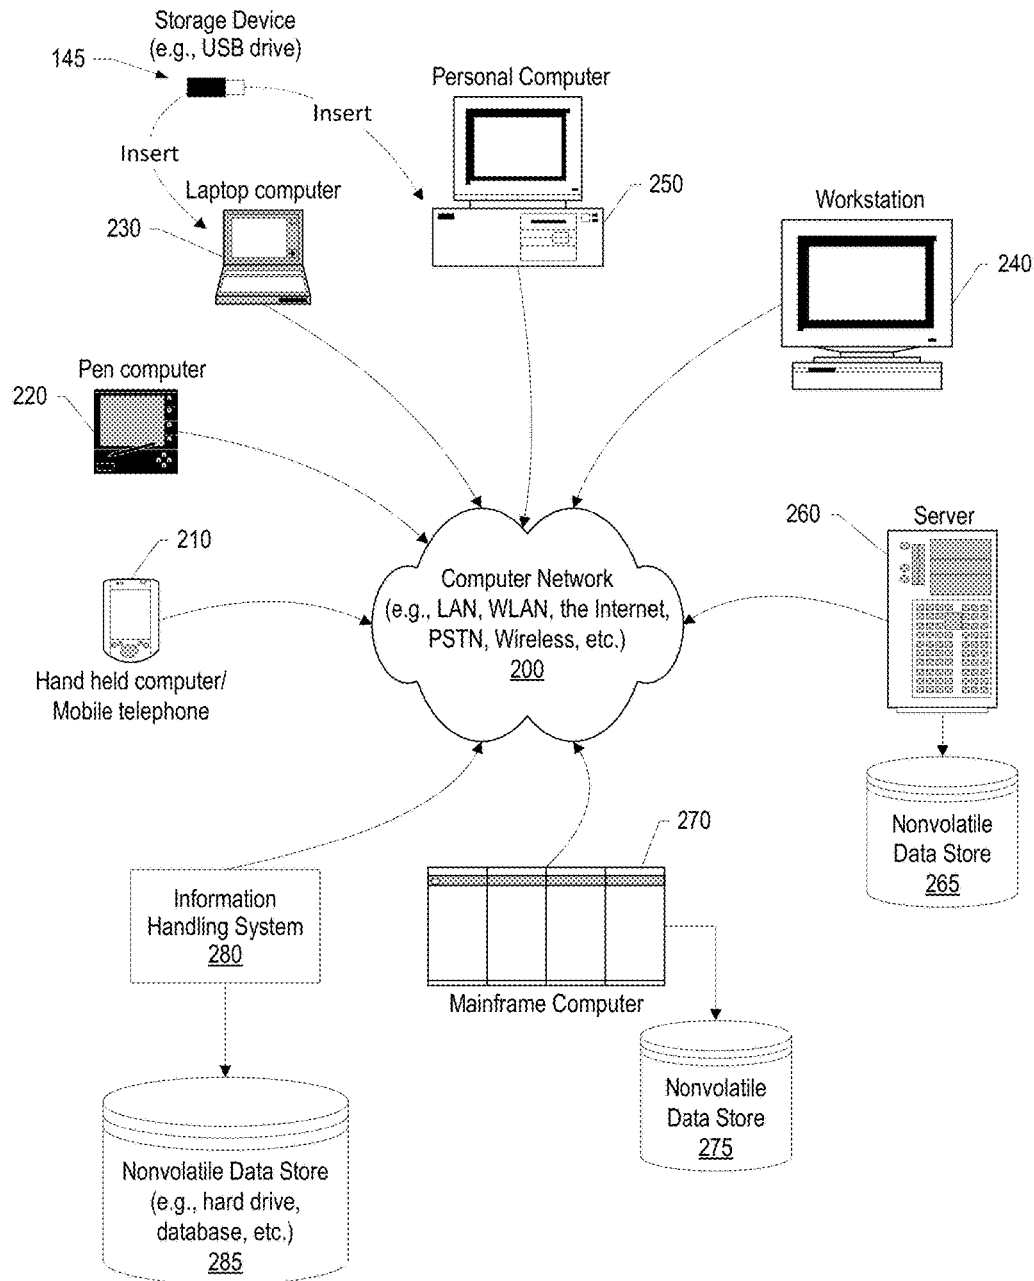 Storage Device
(e.g., USB drive)
145
Insert
Insert
Personal Computer
250
Laptop computer
230
Workstation
240
Pen computer
220
210
Hand held computer/
Mobile telephone
Computer Network
(e.g., LAN, WLAN, the Internet,
PSTN, Wireless, etc.)
200
260
Server
Nonvolatile
Data Store
265
270
Mainframe Computer
Nonvolatile
Data Store
275
Information
Handling System
280
Nonvolatile Data Store
(e.g., hard drive,
database, etc.)
285